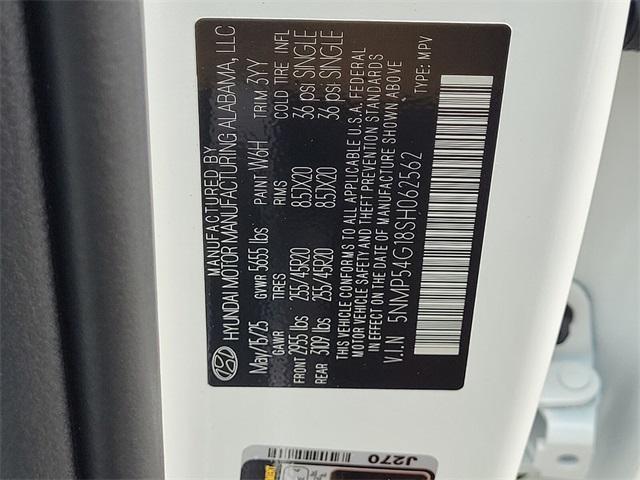 MANUFACTURED BY
HYUNDAI MOTOR MANUFACTURING ALABAMA, LLC
May/15/25 GVWR 5655 lbs PAINT W6H TRIM 3YY
GAWR TIRES RIMS COLD TIRE INFL
FRONT 2955 lbs 255/45R20 8.5JX20 36 psi SINGLE
REAR 3109 lbs 255/45R20 8.5JX20 36 psi SINGLE
THIS VEHICLE CONFORMS TO ALL APPLICABLE U.S.A. FEDERAL
MOTOR VEHICLE SAFETY AND THEFT PREVENTION STANDARDS
IN EFFECT ON THE DATE OF MANUFACTURE SHOWN ABOVE
V.I.N 5NMP54G18SH062562 TYPE: MPV
J270